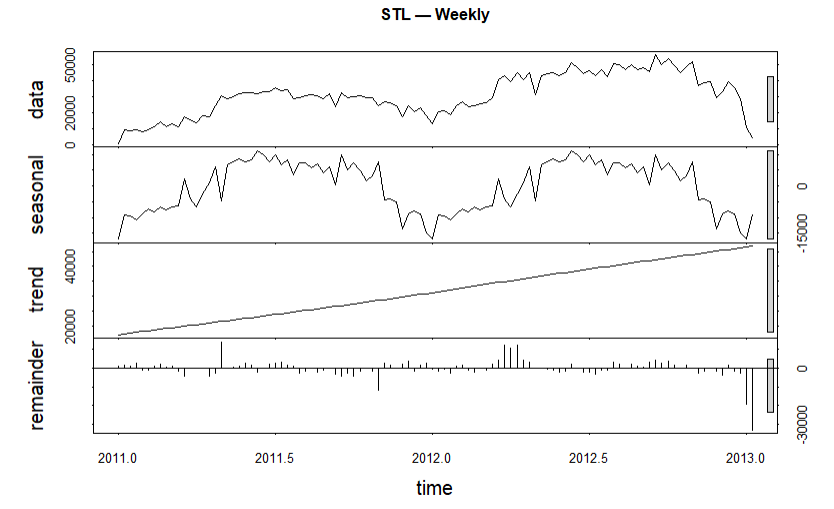 STL — Weekly
data
0 20000 50000
seasonal
-15000 0
trend
20000 40000
remainder
-30000 0
2011.0 2011.5 2012.0 2012.5 2013.0
time